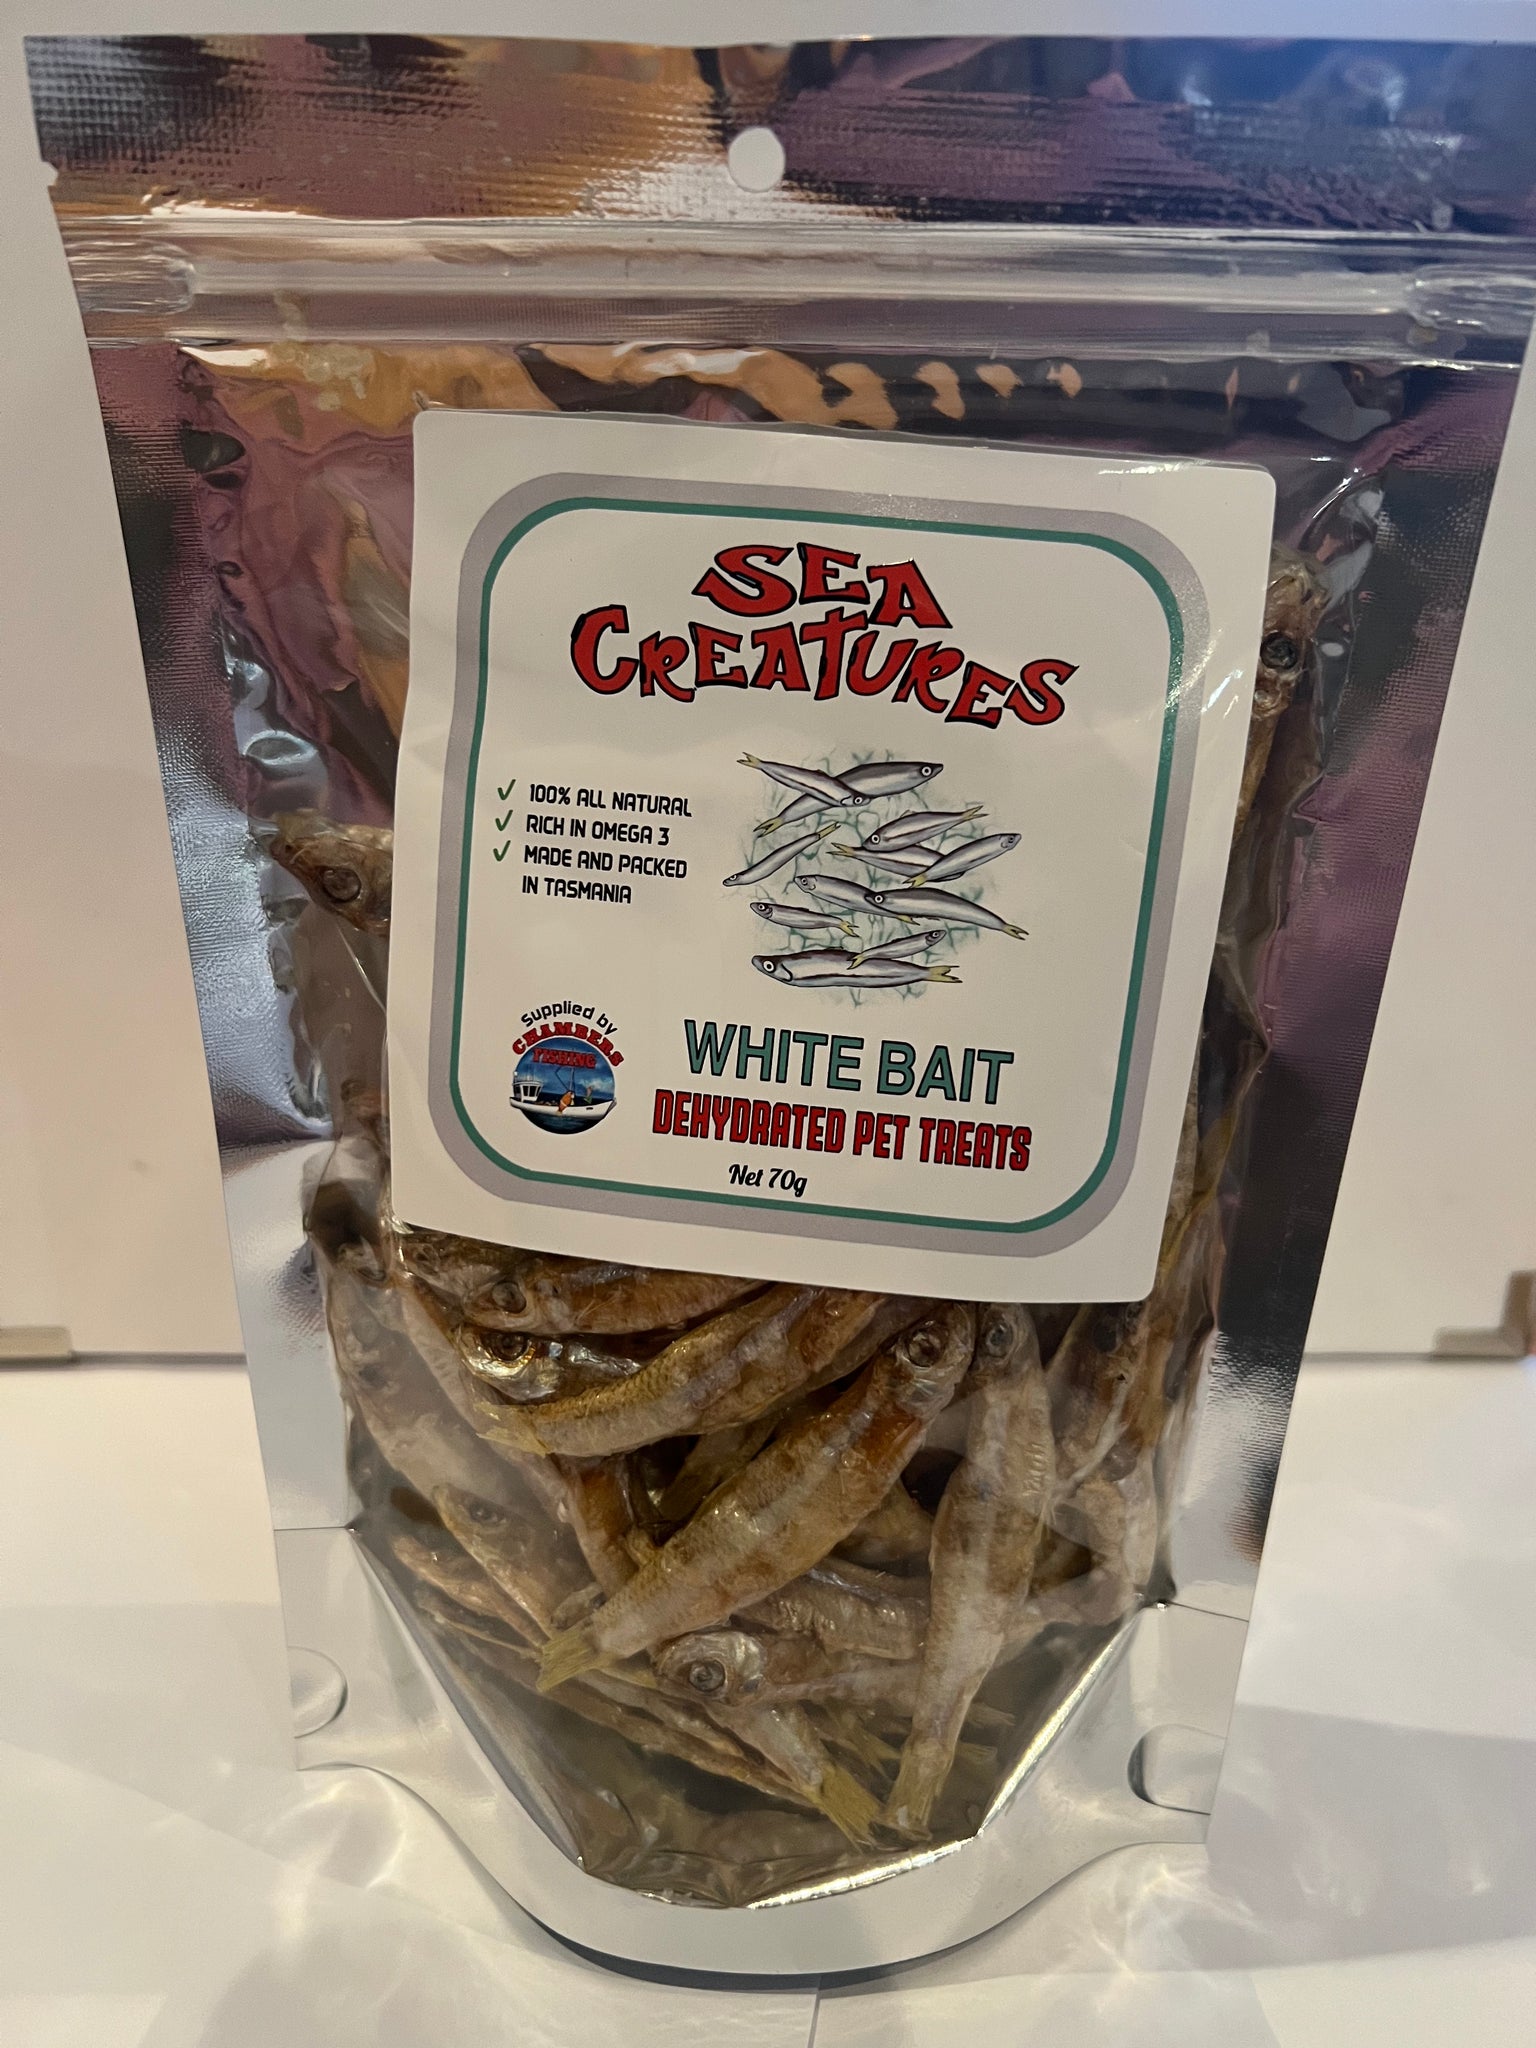 SEA
CREATURES
✓ 100% ALL NATURAL
✓ RICH IN OMEGA 3
✓ MADE AND PACKED
IN TASMANIA
Supplied by
CHAMBERS
FISHING
WHITE BAIT
DEHYDRATED PET TREATS
Net 70g